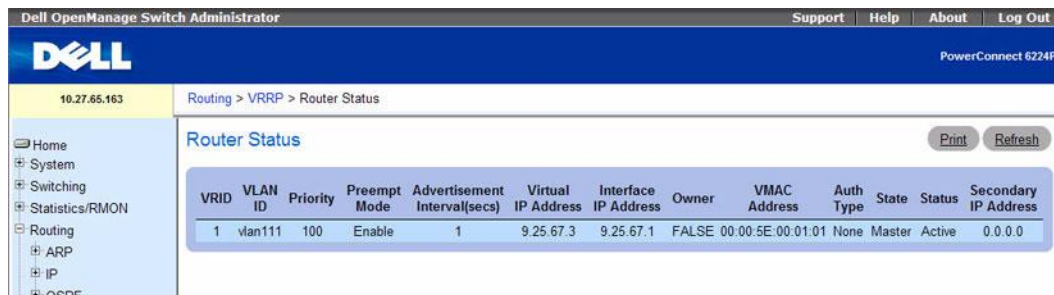 Dell OpenManage Switch Administrator
Support Help About Log Out
DELL
PowerConnect 6224P
10.27.65.163
Routing > VRRP > Router Status
Home
System
Switching
Statistics/RMON
Routing
ARP
IP
OSPF
Router Status
Print Refresh
VRID VLAN ID Priority Preempt Mode Advertisement Interval(secs) Virtual IP Address Interface IP Address Owner VMAC Address Auth Type State Status Secondary IP Address
1 vlan111 100 Enable 1 9.25.67.3 9.25.67.1 FALSE 00:00:5E:00:01:01 None Master Active 0.0.0.0